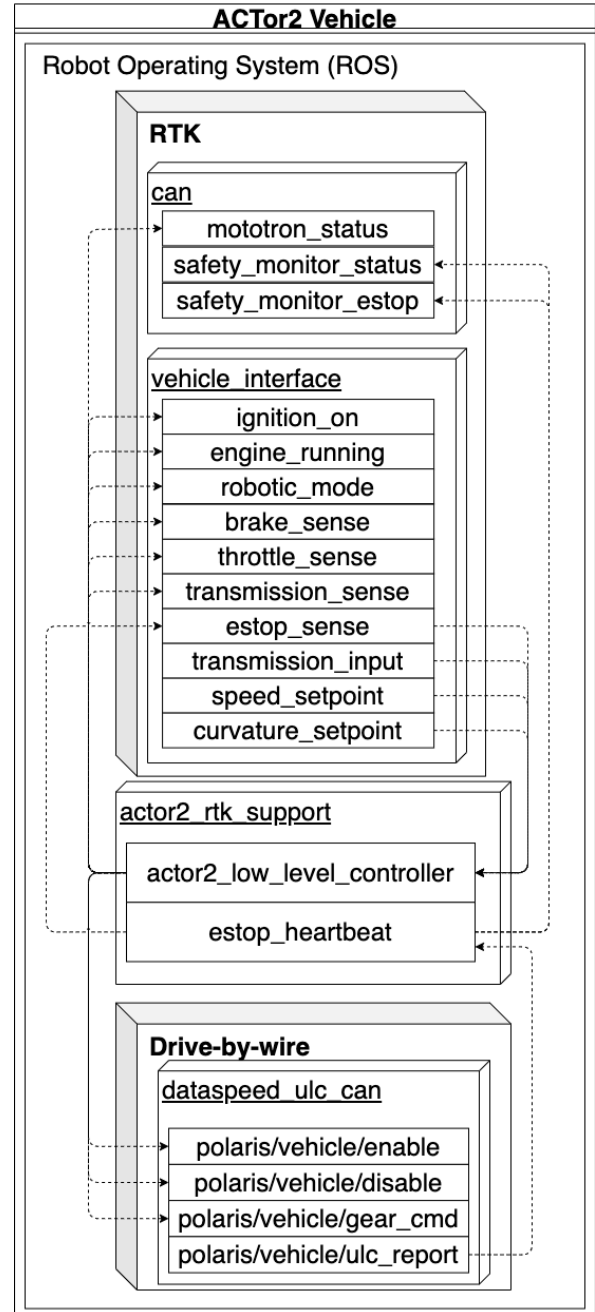 ACTor2 Vehicle
Robot Operating System (ROS)
RTK
can
mototron_status
safety_monitor_status
safety_monitor_estop
vehicle_interface
ignition_on
engine_running
robotic_mode
brake_sense
throttle_sense
transmission_sense
estop_sense
transmission_input
speed_setpoint
curvature_setpoint
actor2_rtk_support
actor2_low_level_controller
estop_heartbeat
Drive-by-wire
dataspeed_ulc_can
polaris/vehicle/enable
polaris/vehicle/disable
polaris/vehicle/gear_cmd
polaris/vehicle/ulc_report